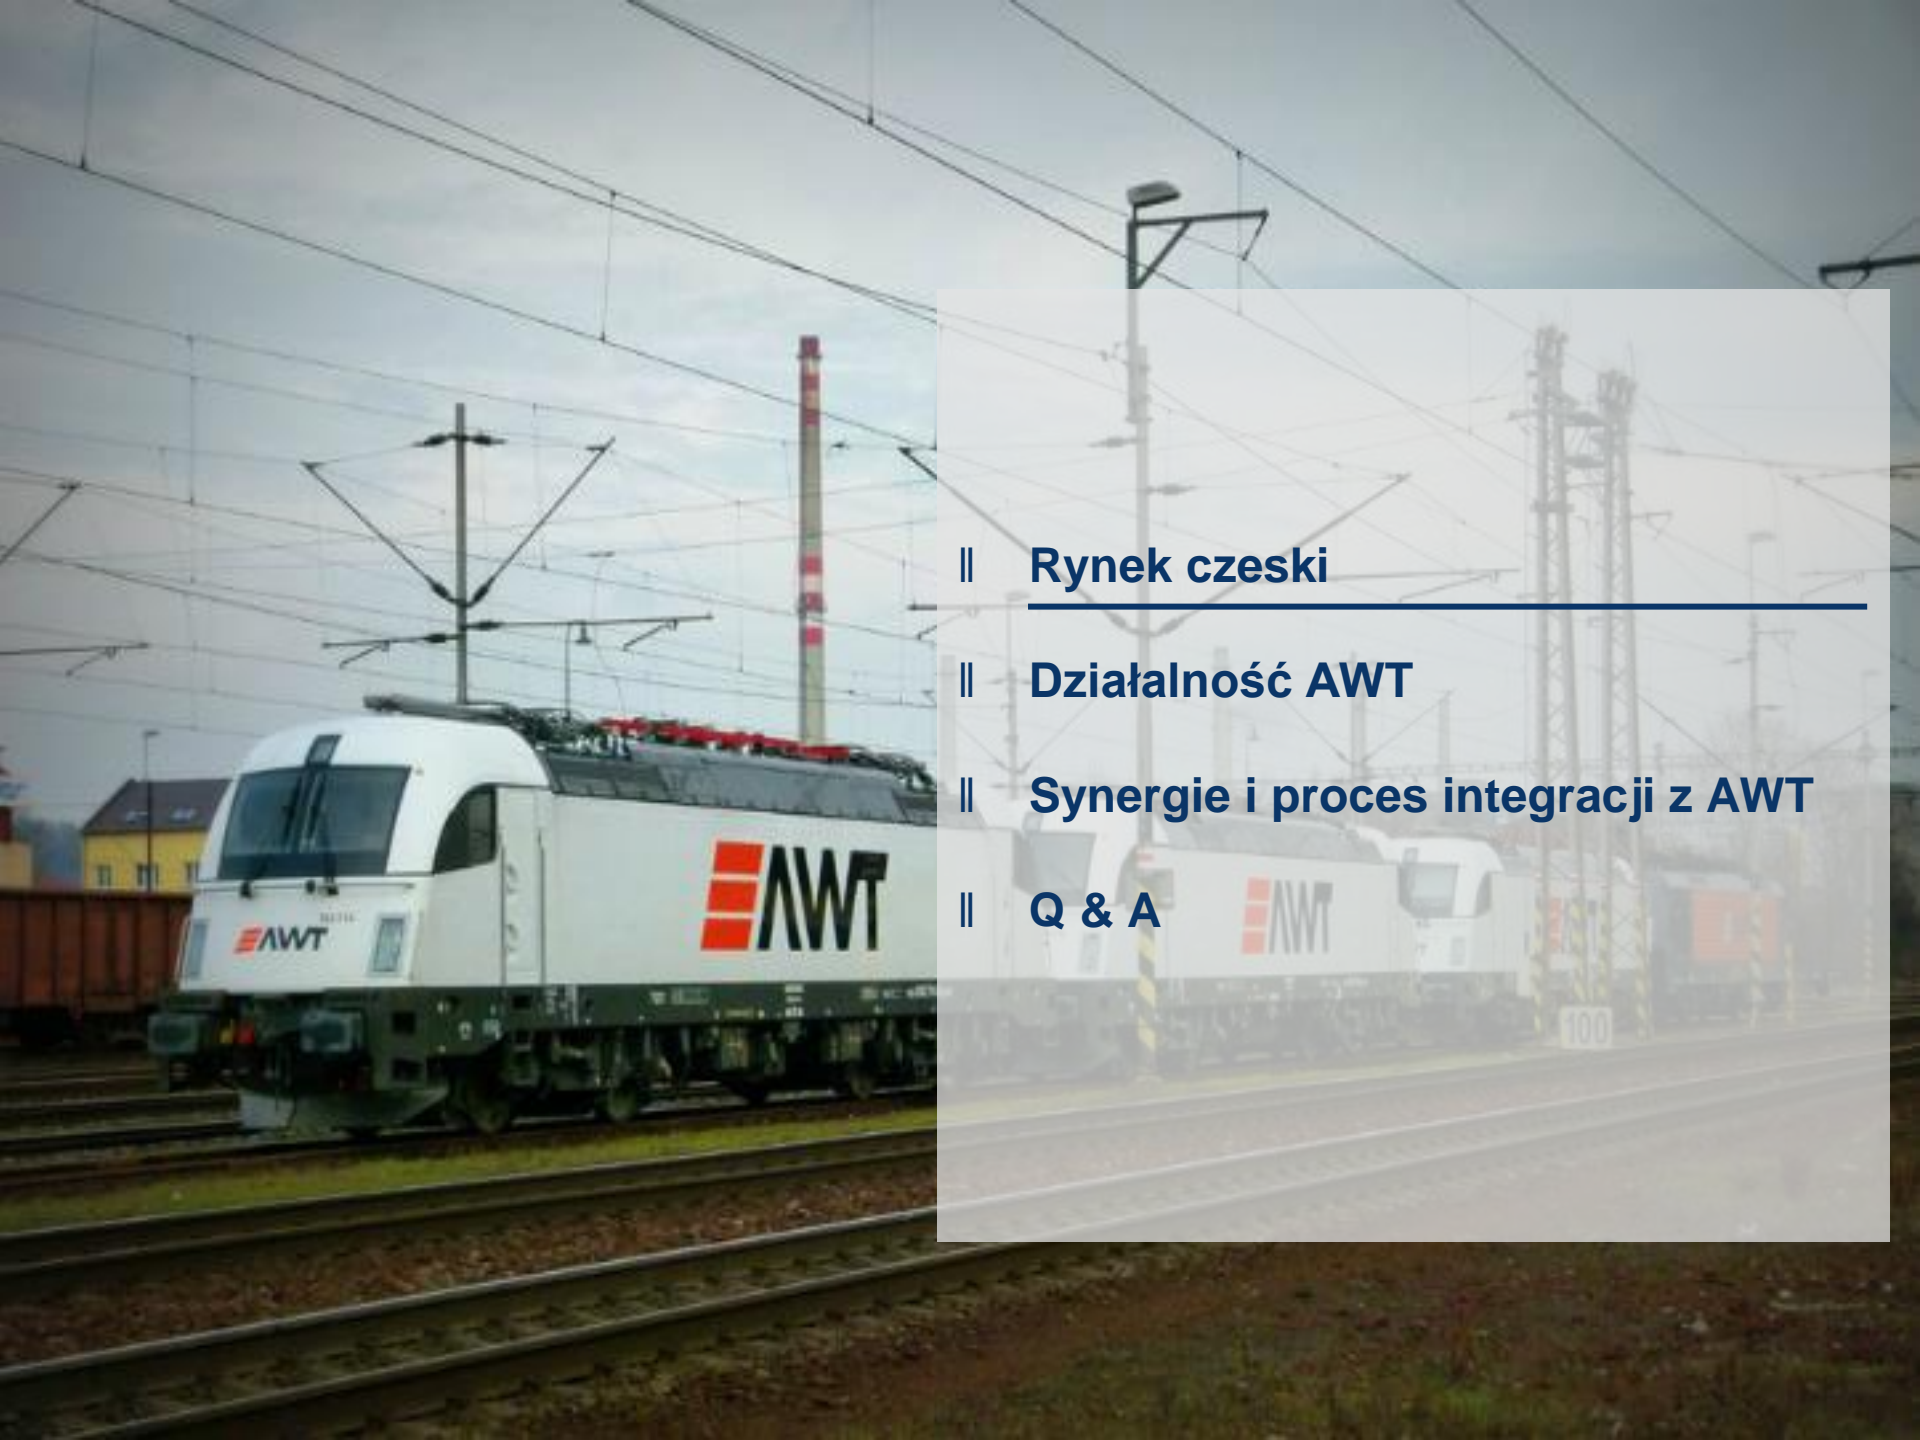 ‖ Rynek czeski
‖ Działalność AWT
‖ Synergie i proces integracji z AWT
‖ Q & A
AWT
AWT
AWT
100